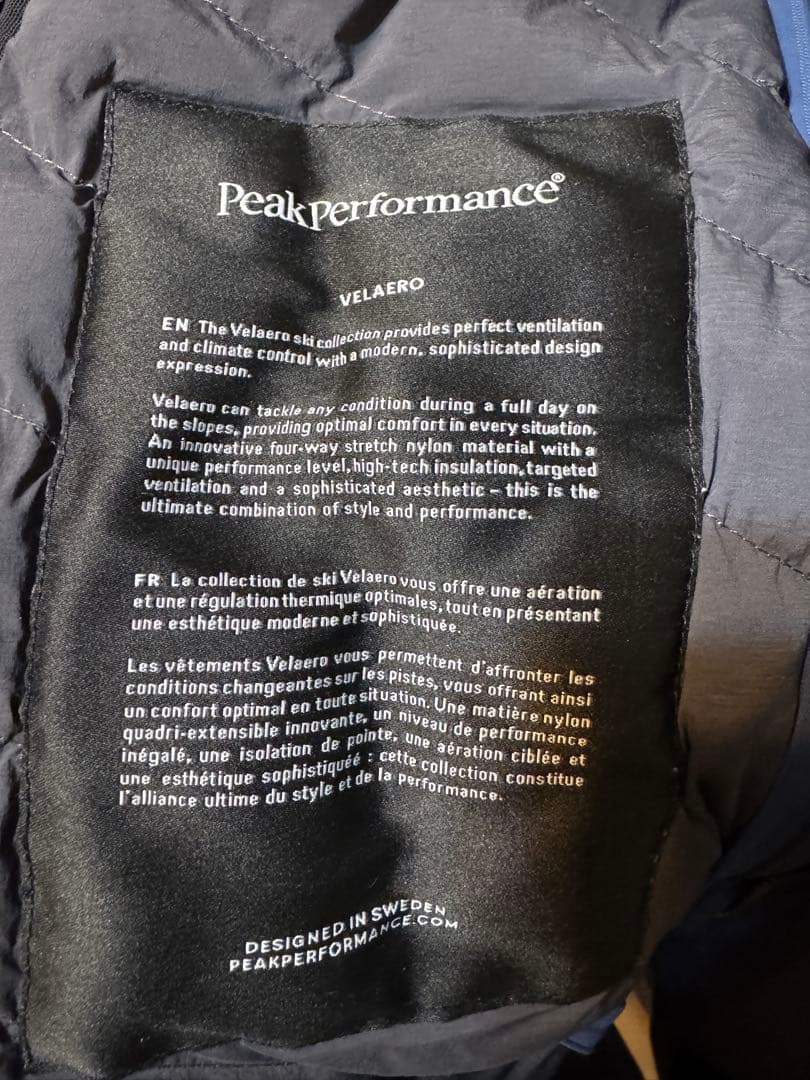 PeakPerformance®
VELAERO
EN The Velaero ski collection provides perfect ventilation
and climate control with a modern, sophisticated design
expression.
Velaero can tackle any condition during a full day on
the slopes, providing optimal comfort in every situation.
An innovative four-way stretch nylon material with a
unique performance level, high-tech insulation, targeted
ventilation and a sophisticated aesthetic – this is the
ultimate combination of style and performance.
FR La collection de ski Velaero vous offre une aération
et une régulation thermique optimales, tout en présentant
une esthétique moderne et sophistiquée.
Les vêtements Velaero vous permettent d'affronter les
conditions changeantes sur les pistes, vous offrant ainsi
un confort optimal en toute situation. Une matière nylon
quadri-extensible innovante, un niveau de performance
inégalé, une isolation de pointe, une aération ciblée et
une esthétique sophistiquéé : cette collection constitue
l'alliance ultime du style et de la performance.
DESIGNED IN SWEDEN
PEAKPERFORMANCE.COM